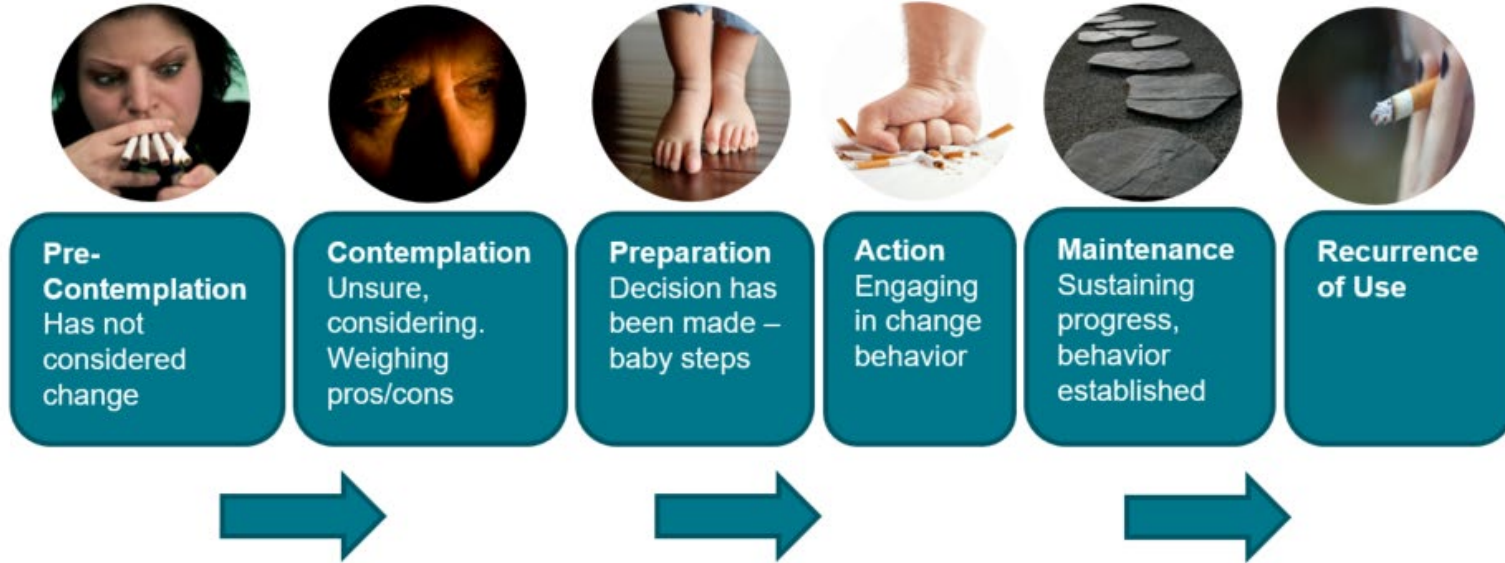 Pre-
Contemplation
Has not
considered
change
Contemplation
Unsure,
considering.
Weighing
pros/cons
Preparation
Decision has
been made –
baby steps
Action
Engaging
in change
behavior
Maintenance
Sustaining
progress,
behavior
established
Recurrence
of Use